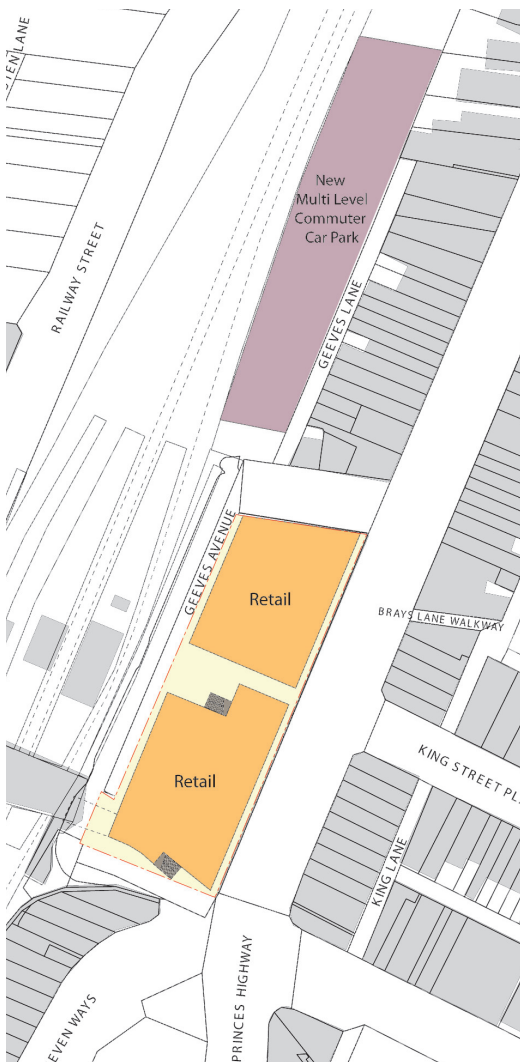 STEN LANE
New
Multi Level
Commuter
Car Park
RAILWAY STREET
GEEVES LANE
GEEVES AVENUE
Retail
BRAYS LANE WALKWAY
KING STREET PL
Retail
KING LANE
PRINCES HIGHWAY
EVEN WAYS